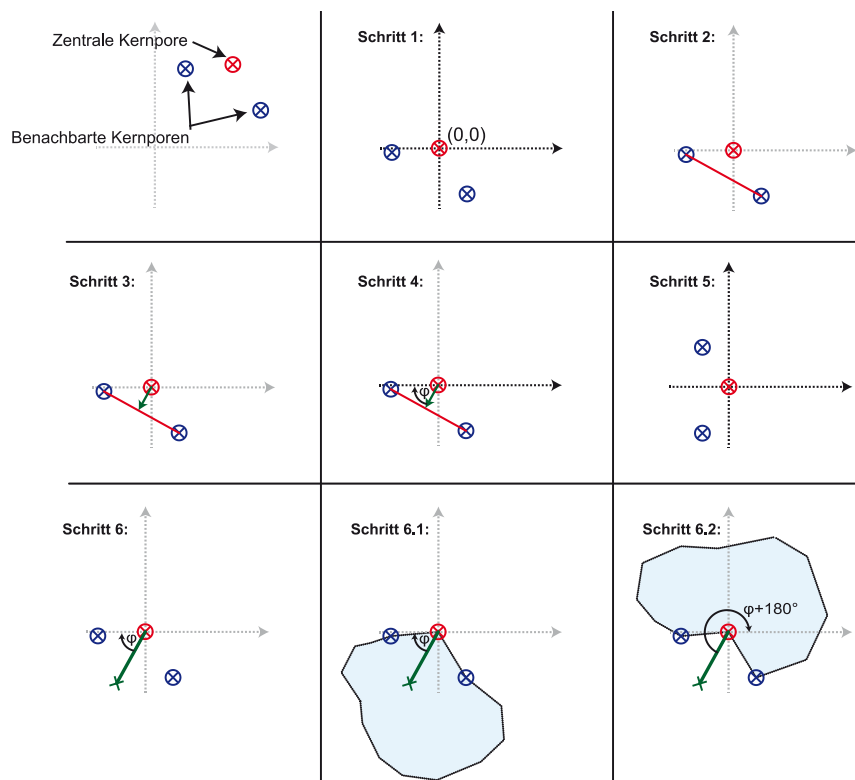 Zentrale Kernpore
Benachbarte Kernporen
Schritt 1:
(0,0)
Schritt 2:
Schritt 3:
Schritt 4:
φ
Schritt 5:
Schritt 6:
φ
Schritt 6.1:
φ
Schritt 6.2:
φ+180°